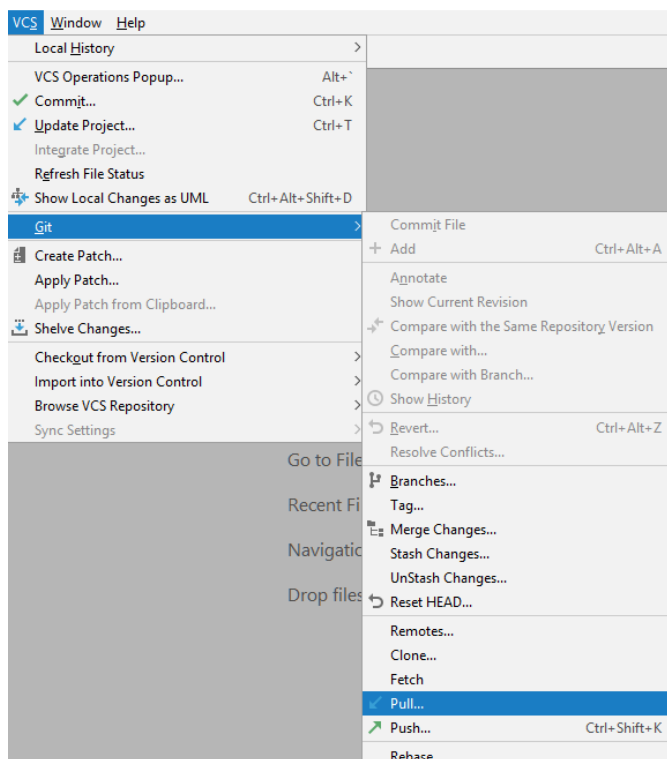 VCS Window Help
Local History
VCS Operations Popup... Alt+`
Commit... Ctrl+K
Update Project... Ctrl+T
Integrate Project...
Refresh File Status
Show Local Changes as UML Ctrl+Alt+Shift+D
Git
Create Patch...
Apply Patch...
Apply Patch from Clipboard...
Shelve Changes...
Checkout from Version Control
Import into Version Control
Browse VCS Repository
Sync Settings
Commit File
Add Ctrl+Alt+A
Annotate
Show Current Revision
Compare with the Same Repository Version
Compare with...
Compare with Branch...
Show History
Revert... Ctrl+Alt+Z
Resolve Conflicts...
Branches...
Tag...
Merge Changes...
Stash Changes...
UnStash Changes...
Reset HEAD...
Remotes...
Clone...
Fetch
Pull...
Push... Ctrl+Shift+K
Rebase
Go to File
Recent Fi
Navigatio
Drop files